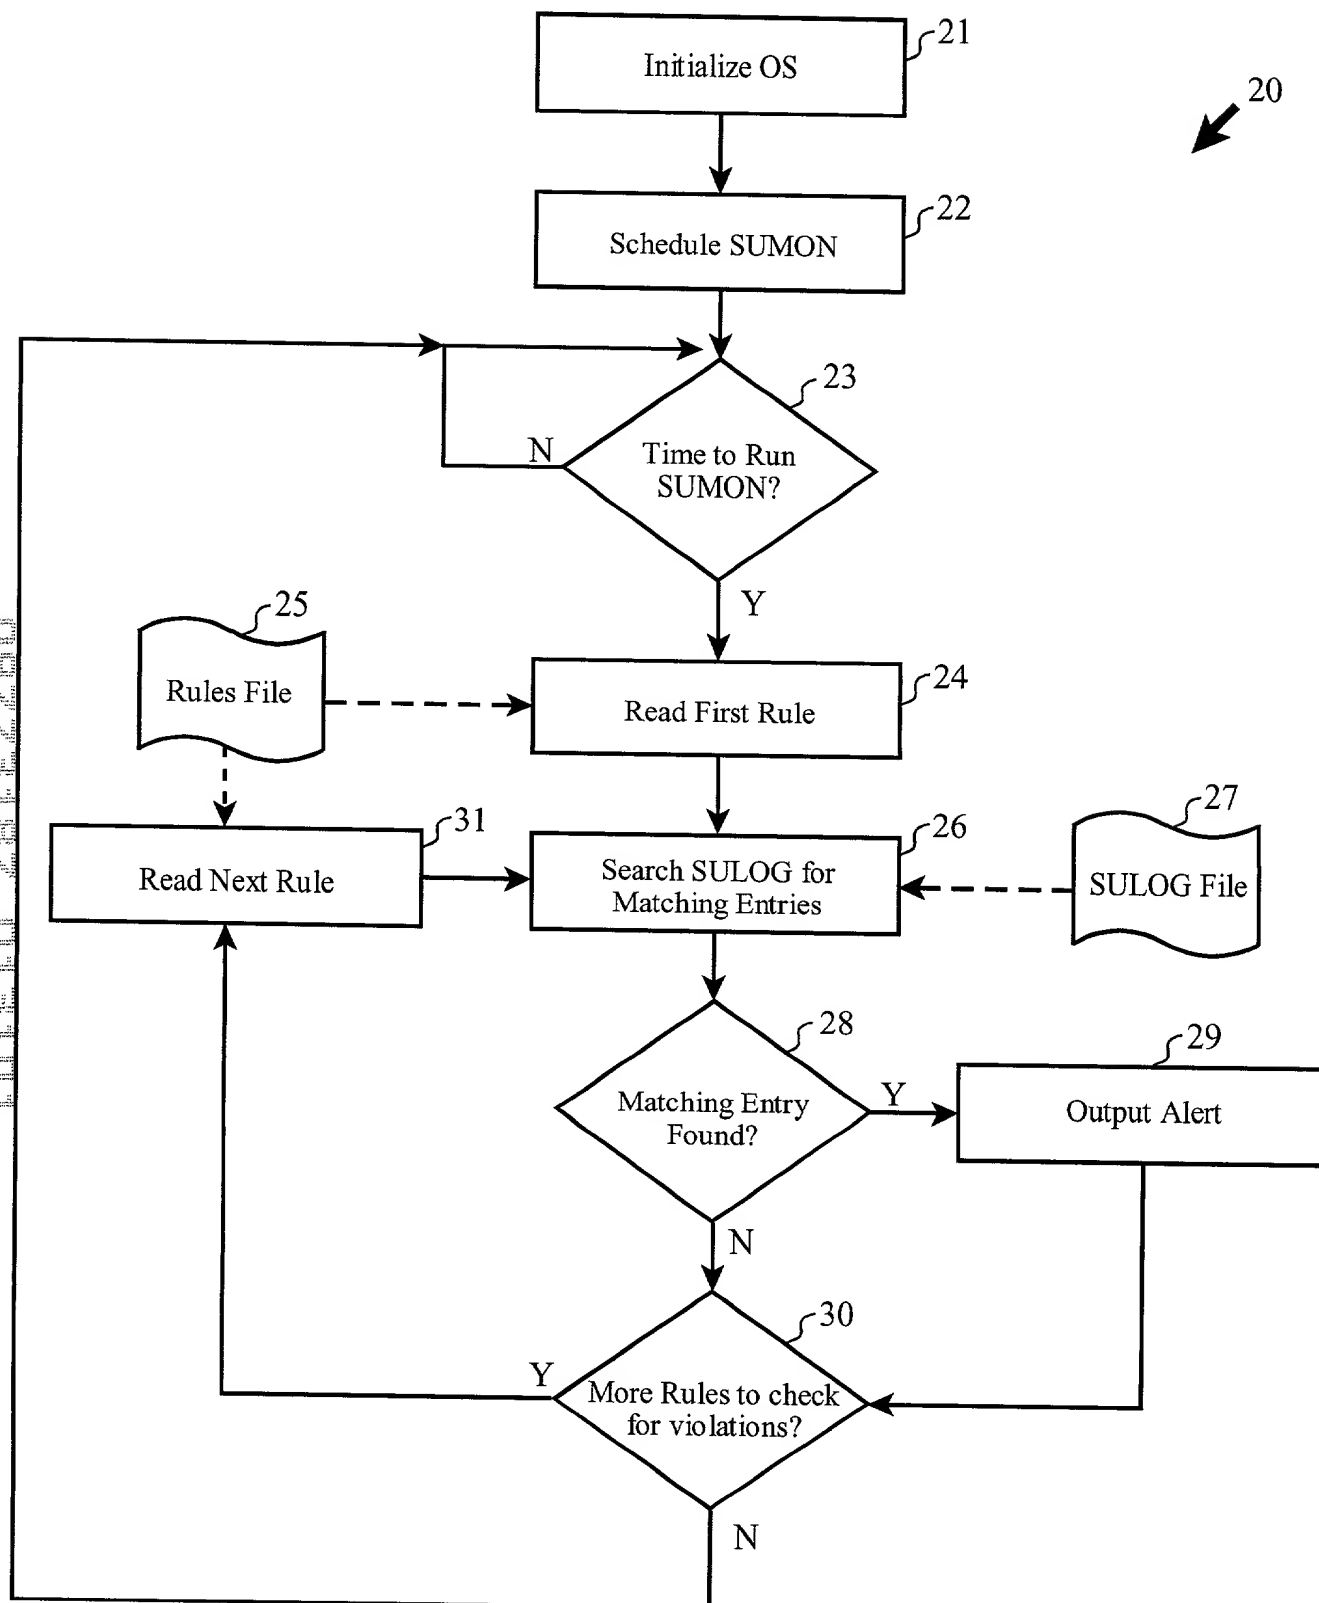 21
Initialize OS
20
22
Schedule SUMON
23
Time to Run
SUMON?
N
Y
25
Rules File
24
Read First Rule
31
Read Next Rule
26
Search SULOG for
Matching Entries
27
SULOG File
28
Matching Entry
Found?
Y
29
Output Alert
N
30
More Rules to check
for violations?
Y
N